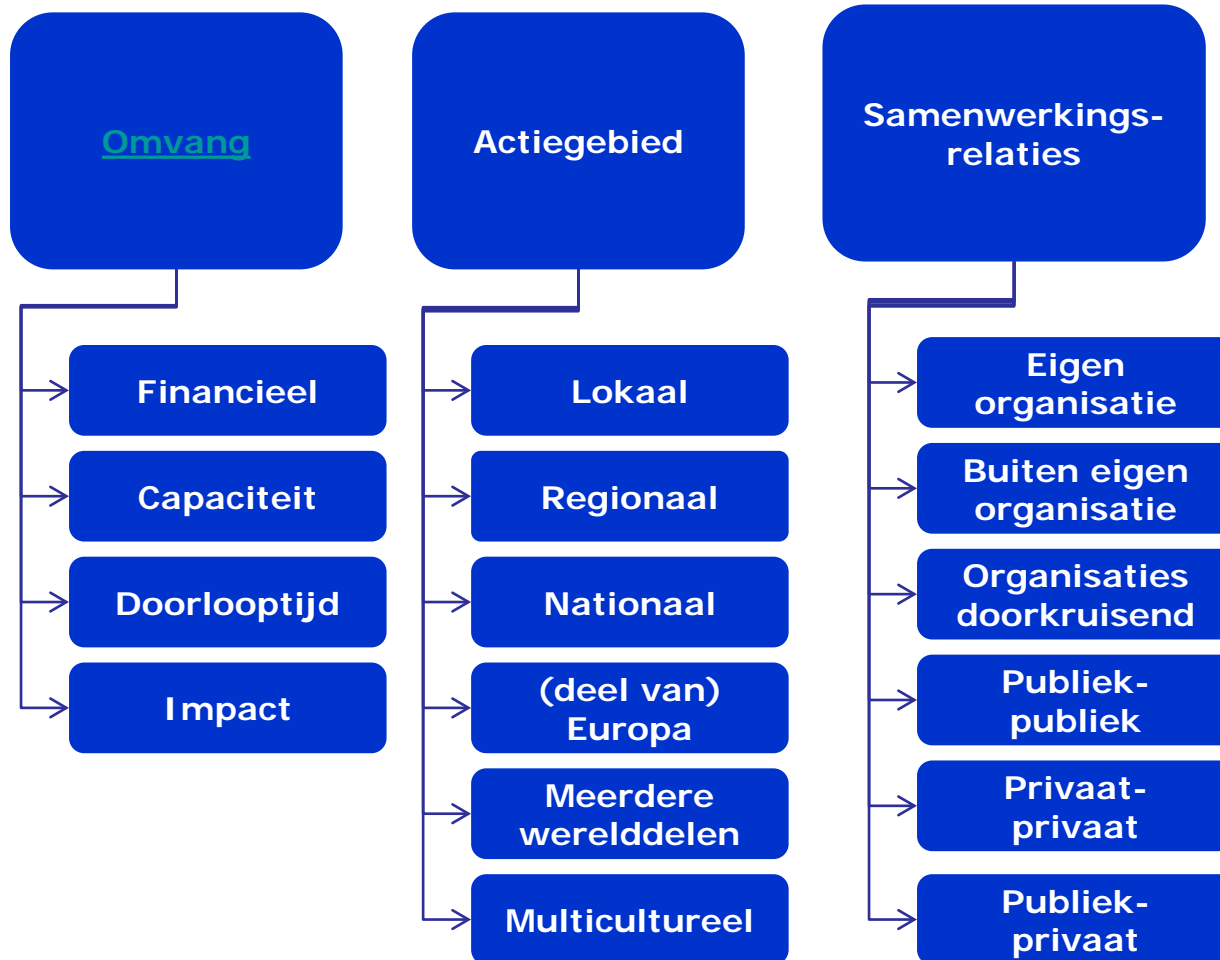 Omvang
Financieel
Capaciteit
Doorlooptijd
Impact
Actiegebied
Lokaal
Regionaal
Nationaal
(deel van)
Europa
Meerdere
werelddelen
Multicultureel
Samenwerkings-
relaties
Eigen
organisatie
Buiten eigen
organisatie
Organisaties
doorkruisend
Publiek-
publiek
Privaat-
privaat
Publiek-
privaat